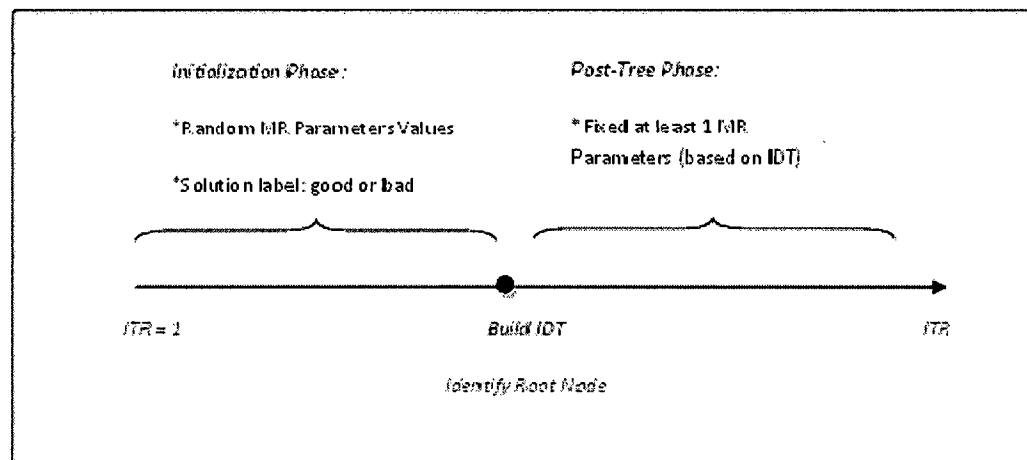 Initialization Phase:
*Random MR Parameters Values
*Solution label: good or bad
Post-Tree Phase:
* Fixed at least 1 MR
Parameters (based on IDT)
ITR = 1
Build IDT
ITR
Identify Root Node